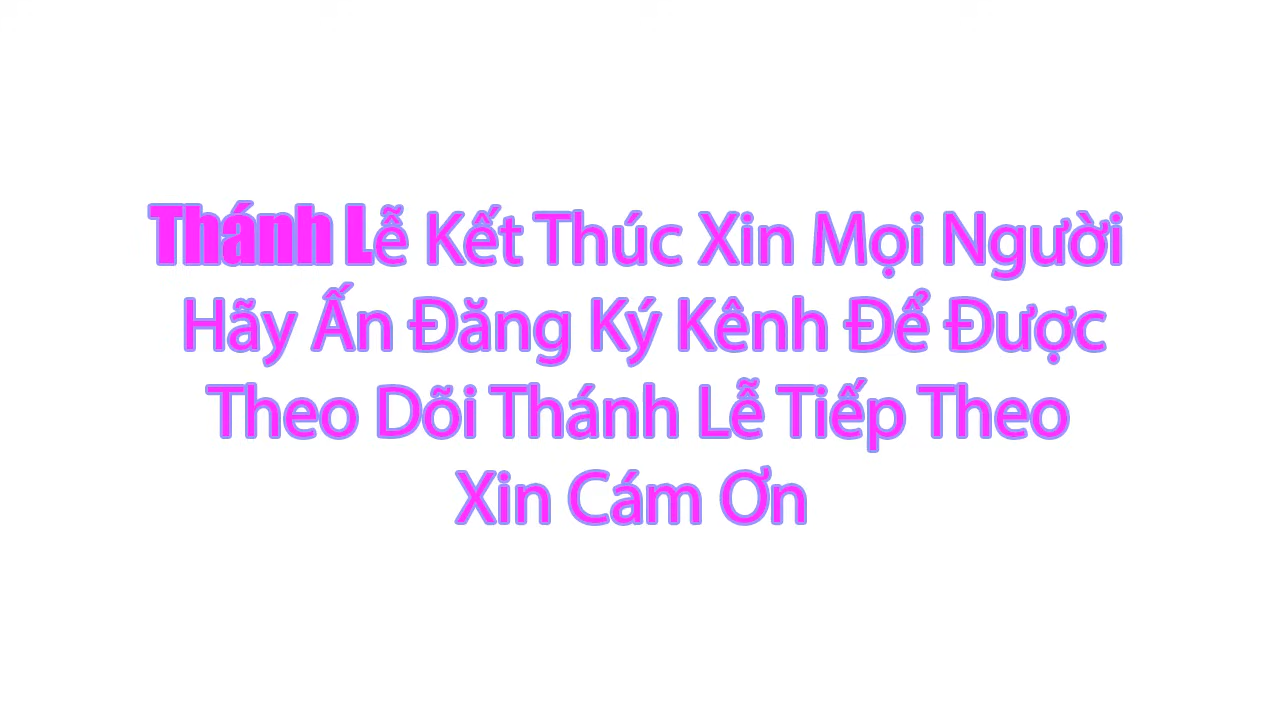 Thánh Lễ Kết Thúc Xin Mọi Người
Hãy Ấn Đăng Ký Kênh Để Được
Theo Dõi Thánh Lễ Tiếp Theo
Xin Cám Ơn